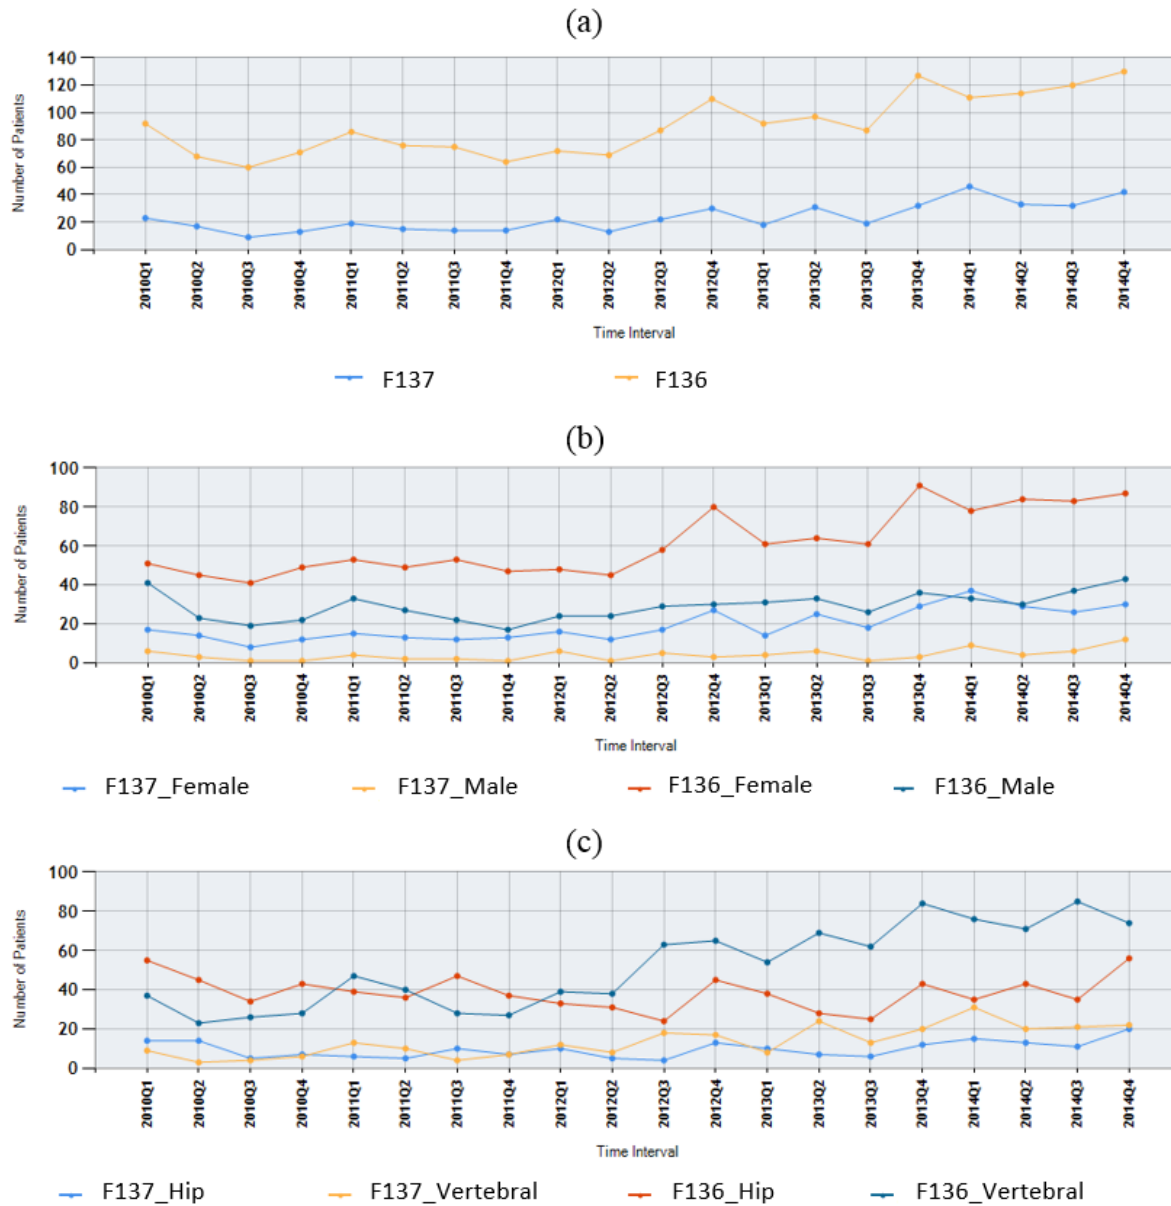 (a)
140
120
100
80
60
40
20
0
Number of Patients
2010Q1 2010Q2 2010Q3 2010Q4 2011Q1 2011Q2 2011Q3 2011Q4 2012Q1 2012Q2 2012Q3 2012Q4 2013Q1 2013Q2 2013Q3 2013Q4 2014Q1 2014Q2 2014Q3 2014Q4
Time Interval
F137 F136
(b)
100
80
60
40
20
0
Number of Patients
2010Q1 2010Q2 2010Q3 2010Q4 2011Q1 2011Q2 2011Q3 2011Q4 2012Q1 2012Q2 2012Q3 2012Q4 2013Q1 2013Q2 2013Q3 2013Q4 2014Q1 2014Q2 2014Q3 2014Q4
Time Interval
F137_Female F137_Male F136_Female F136_Male
(c)
100
80
60
40
20
0
Number of Patients
2010Q1 2010Q2 2010Q3 2010Q4 2011Q1 2011Q2 2011Q3 2011Q4 2012Q1 2012Q2 2012Q3 2012Q4 2013Q1 2013Q2 2013Q3 2013Q4 2014Q1 2014Q2 2014Q3 2014Q4
Time Interval
F137_Hip F137_Vertebral F136_Hip F136_Vertebral